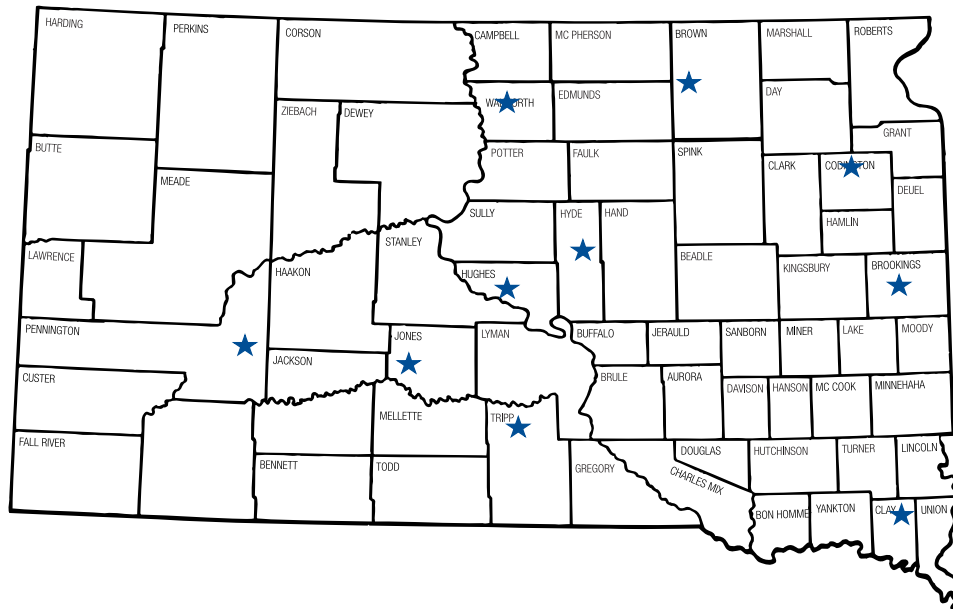 HARDING
PERKINS
CORSON
CAMPBELL
MC PHERSON
BROWN
MARSHALL
ROBERTS
ZIEBACH
DEWEY
WALWORTH
EDMUNDS
DAY
GRANT
BUTTE
MEADE
POTTER
FAULK
SPINK
CLARK
CODINGTON
DEUEL
SULLY
HYDE
HAND
HAMLIN
LAWRENCE
HAAKON
STANLEY
HUGHES
BEADLE
KINGSBURY
BROOKINGS
PENNINGTON
JACKSON
JONES
LYMAN
BUFFALO
JERAULD
SANBORN
MINER
LAKE
MOODY
CUSTER
BRULE
AURORA
DAVISON
HANSON
MC COOK
MINNEHAHA
FALL RIVER
MELLETTE
TRIPP
BENNETT
TODD
GREGORY
DOUGLAS
CHARLES MIX
HUTCHINSON
TURNER
LINCOLN
BON HOMME
YANKTON
CLAY
UNION